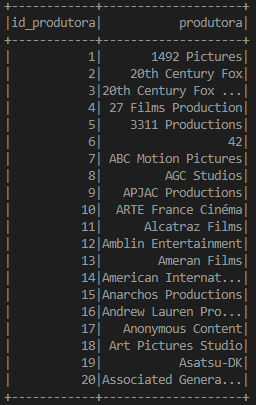 +------------+--------------------+
|id_produtora|           produtora|
+------------+--------------------+
|           1|       1492 Pictures|
|           2|    20th Century Fox|
|           3|20th Century Fox ...|
|           4| 27 Films Production|
|           5|    3311 Productions|
|           6|                  42|
|           7| ABC Motion Pictures|
|           8|         AGC Studios|
|           9|   APJAC Productions|
|          10|  ARTE France Cinéma|
|          11|      Alcatraz Films|
|          12|Amblin Entertainment|
|          13|        Ameran Films|
|          14|American Internat...|
|          15|Anarchos Productions|
|          16|Andrew Lauren Pro...|
|          17|   Anonymous Content|
|          18| Art Pictures Studio|
|          19|           Asatsu-DK|
|          20|Associated Genera...|
+------------+--------------------+